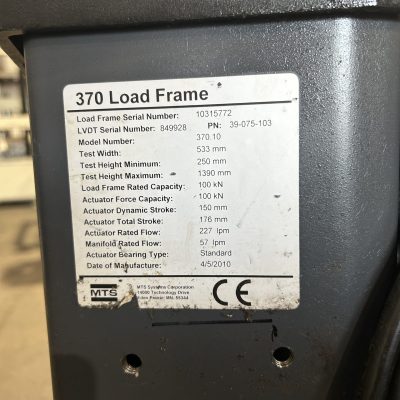 370 Load Frame
Load Frame Serial Number: 10315772
LVDT Serial Number: 849928 PN: 39-075-103
Model Number: 370.10
Test Width: 533 mm
Test Height Minimum: 250 mm
Test Height Maximum: 1390 mm
Load Frame Rated Capacity: 100 kN
Actuator Force Capacity: 100 kN
Actuator Dynamic Stroke: 150 mm
Actuator Total Stroke: 176 mm
Actuator Rated Flow: 227 lpm
Manifold Rated Flow: 57 lpm
Actuator Bearing Type: Standard
Date of Manufacture: 4/5/2010
MTS
MTS Systems Corporation
14000 Technology Drive
Eden Prairie, MN. 55344
CE